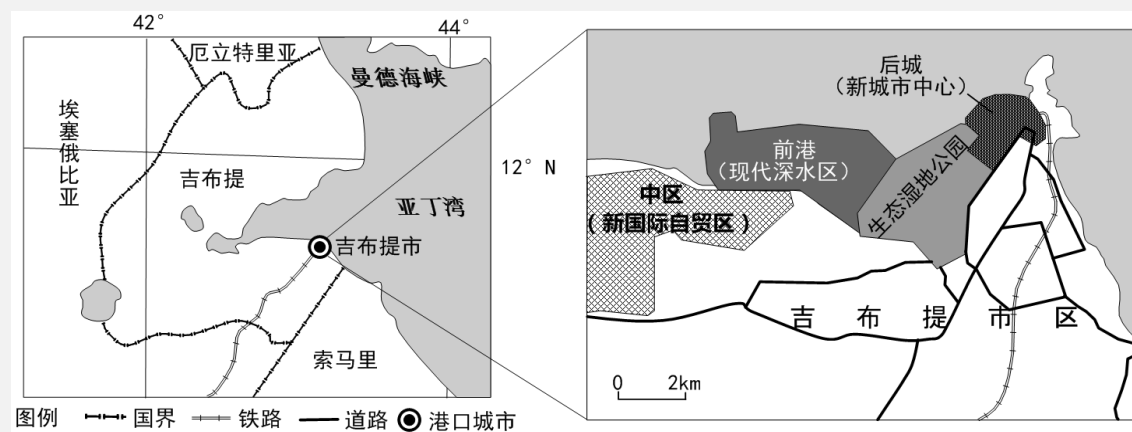 42°
44°
厄立特里亚
曼德海峡
埃塞俄比亚
12° N
吉布提
亚丁湾
吉布提市
索马里
后城
（新城市中心）
前港
（现代深水区）
生态湿地公园
中区
（新国际自贸区）
吉布提市区
0 2km
图例 国界 铁路 道路 港口城市